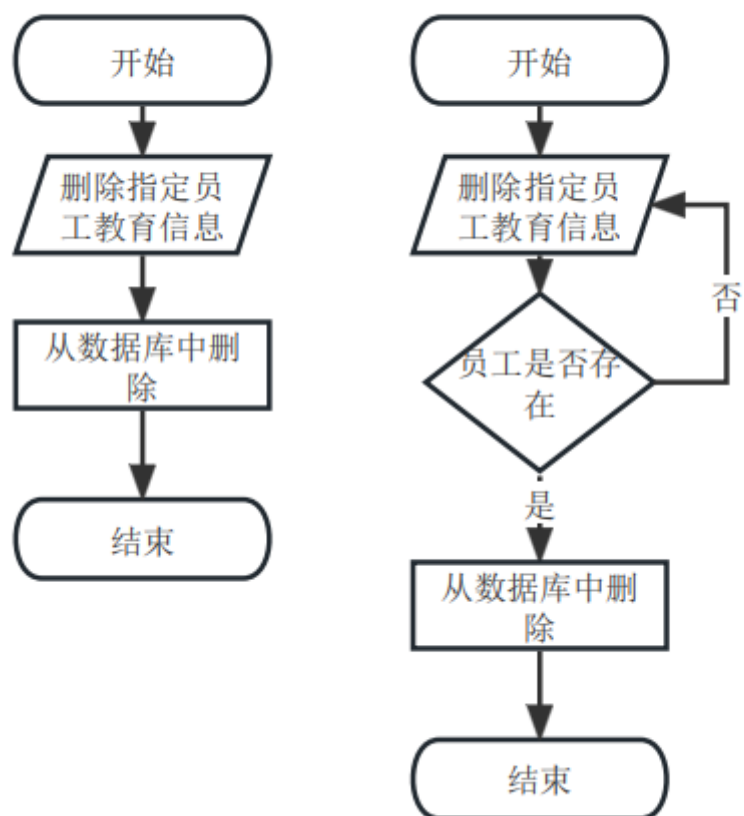 开始
删除指定员
工教育信息
从数据库中删
除
结束
开始
删除指定员
工教育信息
否
员工是否存
在
是
从数据库中删
除
结束